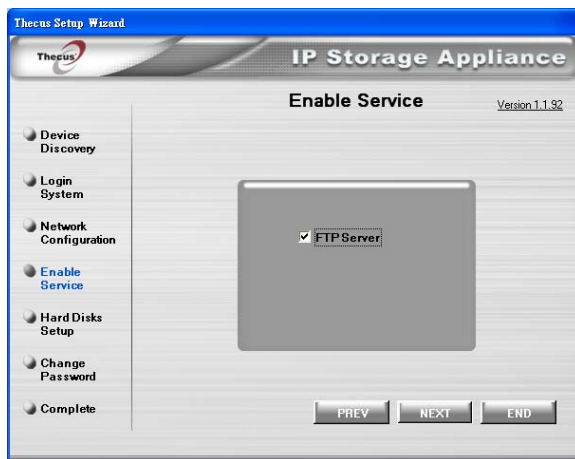 Thecus Setup Wizard
Thecus
IP Storage Appliance
Enable Service
Version 1.1.92
Device
Discovery
Login
System
Network
Configuration
Enable
Service
Hard Disks
Setup
Change
Password
Complete
FTP Server
PREV
NEXT
END